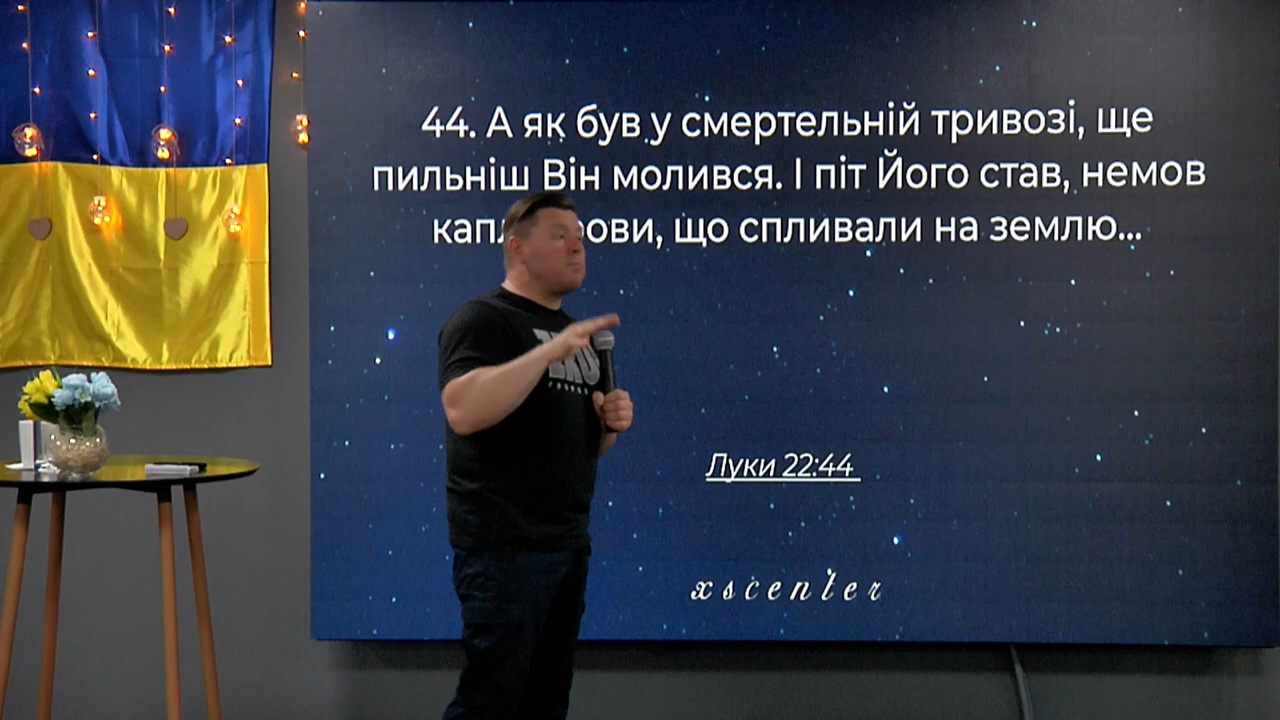 44. А як був у смертельній тривозі, ще
пильніш Він молився. І піт Його став, немов
що спливали на землю...
Луки 22:44
xscenter